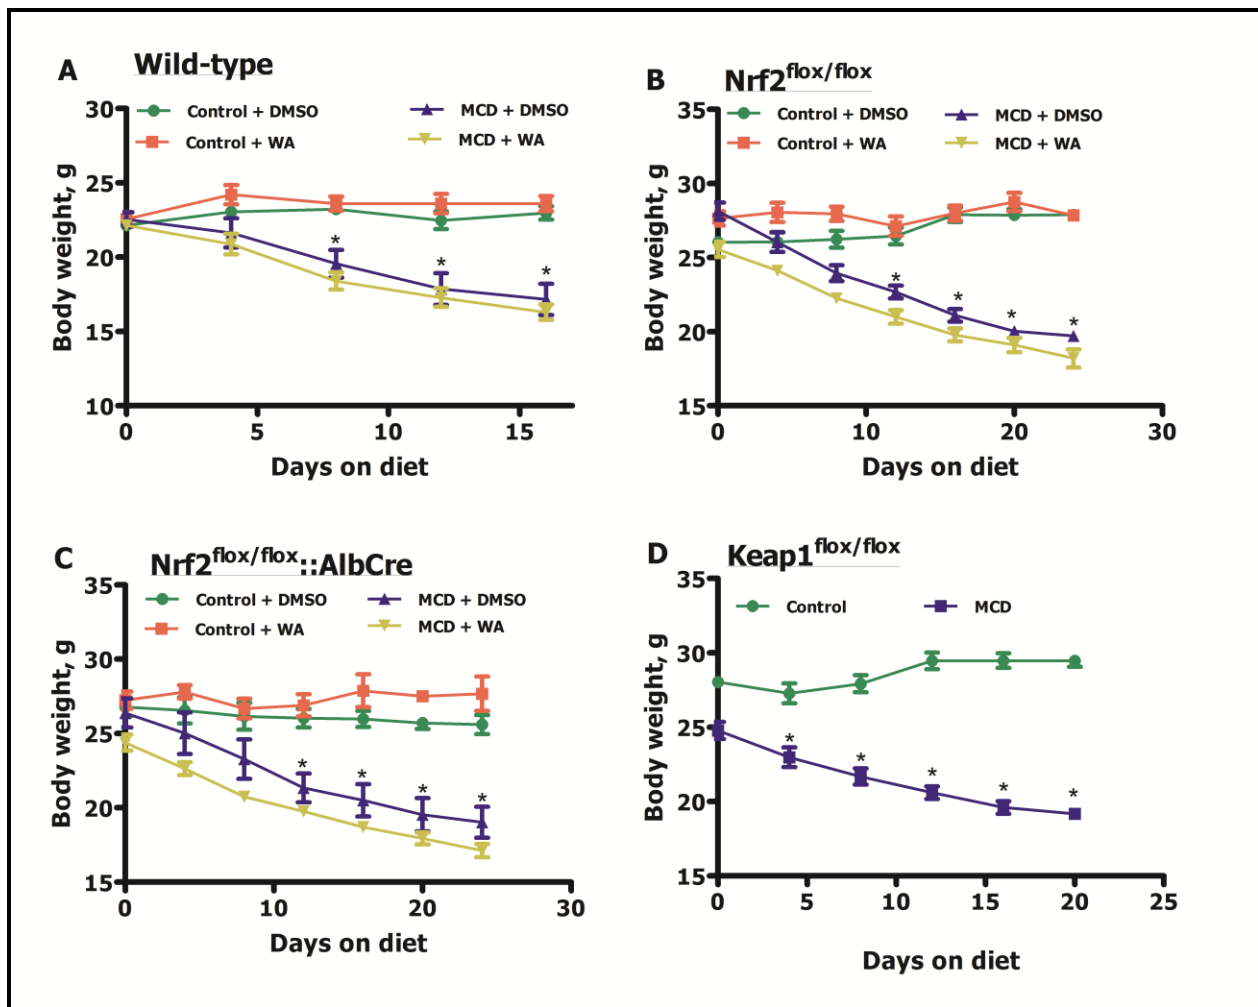 A Wild-type
Control + DMSO MCD + DMSO
Control + WA MCD + WA
Body weight, g
30
25
20
15
10
0 5 10 15
Days on diet
*
*
*
B Nrf2flox/flox
Control + DMSO MCD + DMSO
Control + WA MCD + WA
Body weight, g
35
30
25
20
15
0 10 20 30
Days on diet
*
*
*
*
C Nrf2flox/flox::AlbCre
Control + DMSO MCD + DMSO
Control + WA MCD + WA
Body weight, g
35
30
25
20
15
0 10 20 30
Days on diet
*
*
*
*
D Keap1flox/flox
Control MCD
Body weight, g
35
30
25
20
15
0 5 10 15 20 25
Days on diet
*
*
*
*
*